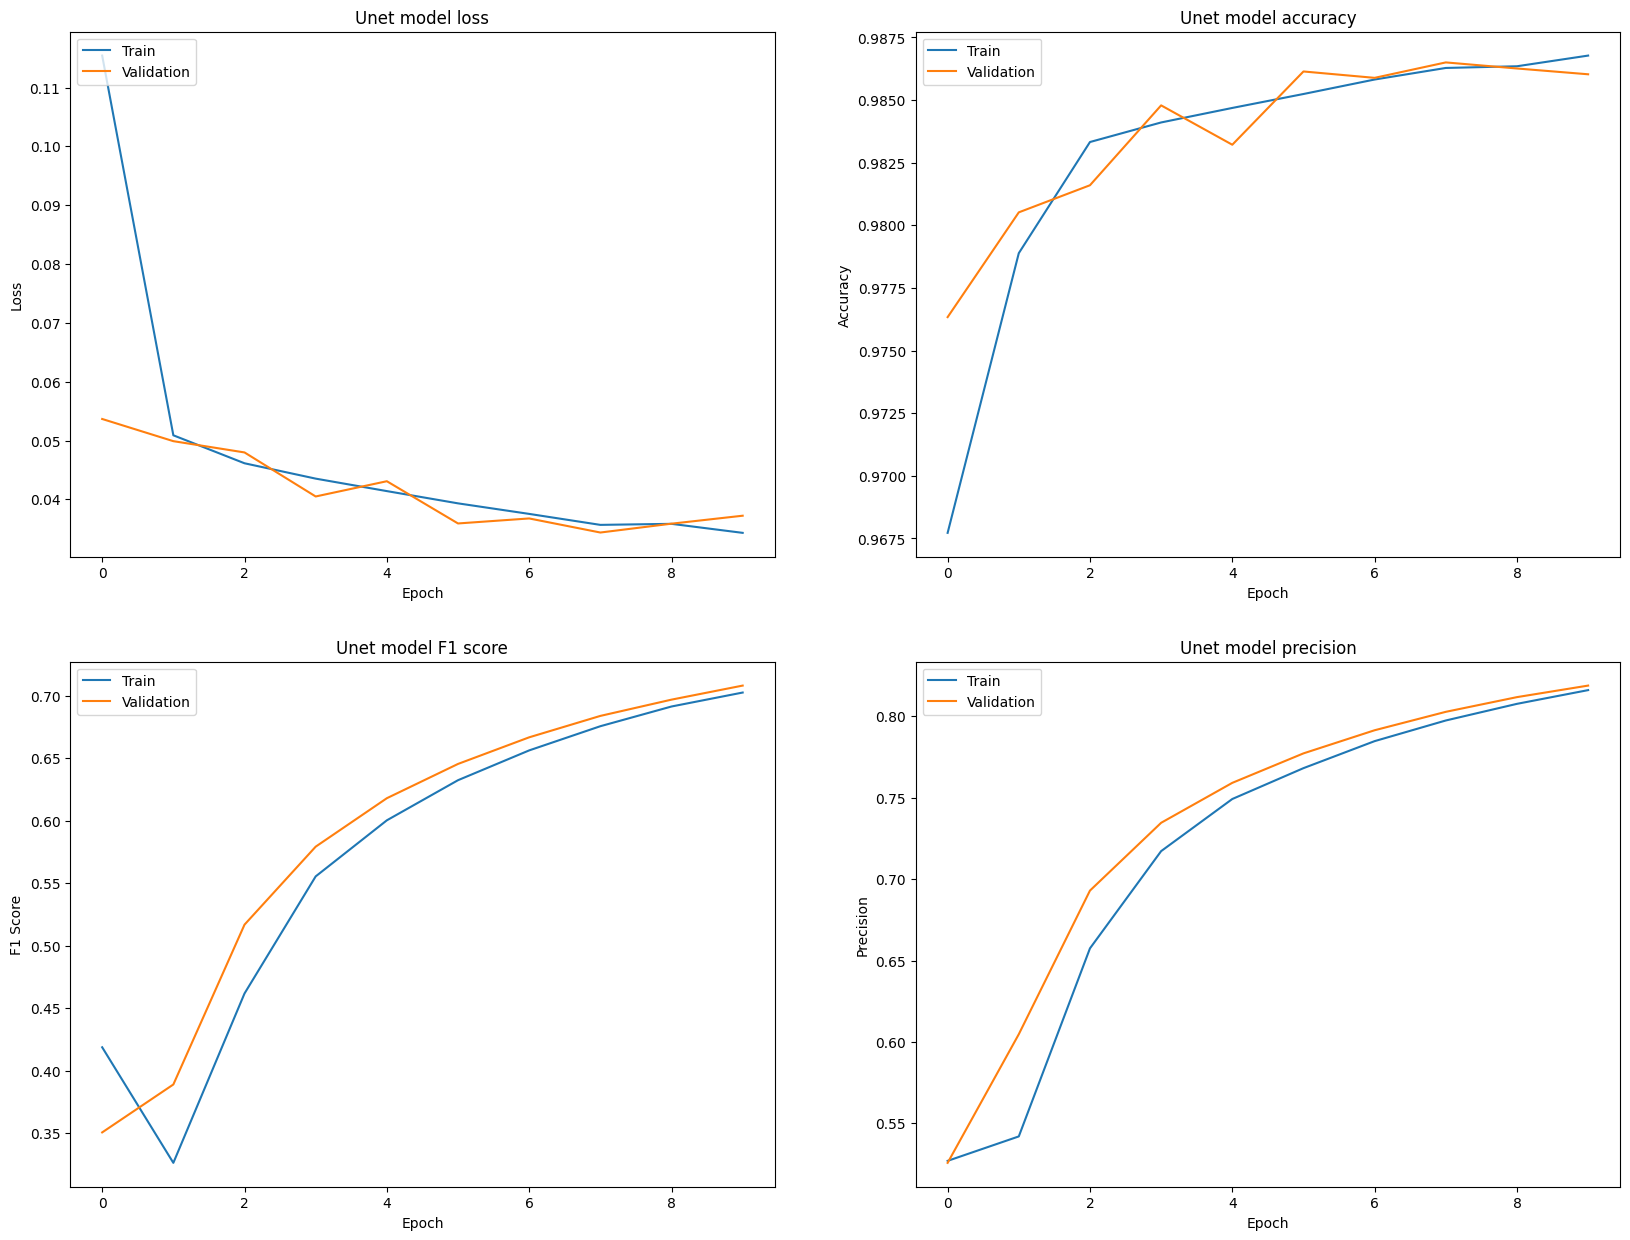 Unet model loss
Train
Validation
0.11
0.10
0.09
0.08
0.07
0.06
0.05
0.04
Loss
0 2 4 6 8
Epoch
Unet model accuracy
Train
Validation
0.9875
0.9850
0.9825
0.9800
0.9775
0.9750
0.9725
0.9700
0.9675
Accuracy
0 2 4 6 8
Epoch
Unet model F1 score
Train
Validation
0.70
0.65
0.60
0.55
0.50
0.45
0.40
0.35
F1 Score
0 2 4 6 8
Epoch
Unet model precision
Train
Validation
0.80
0.75
0.70
0.65
0.60
0.55
Precision
0 2 4 6 8
Epoch